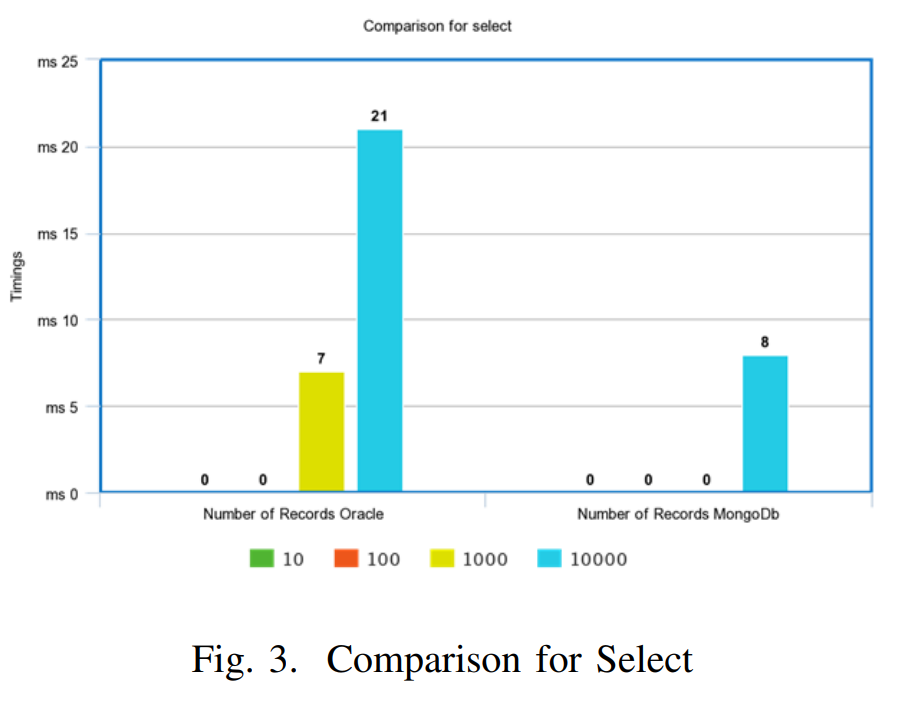 Comparison for select
ms 25
21
ms 20
ms 15
Timings
ms 10
7
8
ms 5
0 0 0 0 0
ms 0
Number of Records Oracle Number of Records MongoDb
10 100 1000 10000
Fig. 3. Comparison for Select